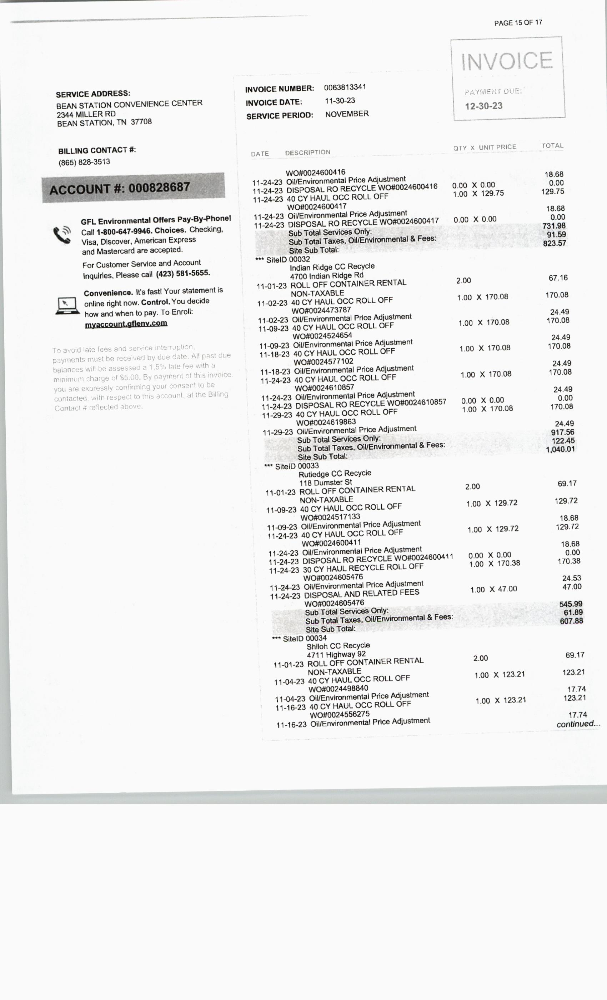 PAGE 15 OF 17
INVOICE
PAYMENT DUE:
12-30-23
SERVICE ADDRESS:
BEAN STATION CONVENIENCE CENTER
2344 MILLER RD
BEAN STATION, TN 37708
INVOICE NUMBER: 0063813341
INVOICE DATE: 11-30-23
SERVICE PERIOD: NOVEMBER
BILLING CONTACT #:
(865) 828-3513
ACCOUNT #: 000828687
GFL Environmental Offers Pay-By-Phone!
Call 1-800-647-9946. Choices. Checking,
Visa, Discover, American Express
and Mastercard are accepted.
For Customer Service and Account
Inquiries, Please call (423) 581-5655.
Convenience. It's fast! Your statement is
online right now. Control. You decide
how and when to pay. To Enroll:
myaccount.gflenv.com
To avoid late fees and service interruption,
payments must be received by due date. All past due
balances will be assessed a 1.5% late fee with a
minimum charge of $5.00. By payment of this invoice,
you are expressly confirming your consent to be
contacted, with respect to this account, at the Billing
Contact # reflected above.
DATE DESCRIPTION QTY X UNIT PRICE TOTAL
WO#0024600416
11-24-23 Oil/Environmental Price Adjustment 18.68
11-24-23 DISPOSAL RO RECYCLE WO#0024600416 0.00 X 0.00 0.00
11-24-23 40 CY HAUL OCC ROLL OFF 1.00 X 129.75 129.75
WO#0024600417
11-24-23 Oil/Environmental Price Adjustment 18.68
11-24-23 DISPOSAL RO RECYCLE WO#0024600417 0.00 X 0.00 0.00
Sub Total Services Only: 731.98
Sub Total Taxes, Oil/Environmental & Fees: 91.59
Site Sub Total: 823.57
*** SiteID 00032
Indian Ridge CC Recycle
4700 Indian Ridge Rd
11-01-23 ROLL OFF CONTAINER RENTAL 2.00 67.16
NON-TAXABLE
11-02-23 40 CY HAUL OCC ROLL OFF 1.00 X 170.08 170.08
WO#0024473787
11-02-23 Oil/Environmental Price Adjustment 24.49
11-09-23 40 CY HAUL OCC ROLL OFF 1.00 X 170.08 170.08
WO#0024524654
11-09-23 Oil/Environmental Price Adjustment 24.49
11-18-23 40 CY HAUL OCC ROLL OFF 1.00 X 170.08 170.08
WO#0024577102
11-18-23 Oil/Environmental Price Adjustment 24.49
11-24-23 40 CY HAUL OCC ROLL OFF 1.00 X 170.08 170.08
WO#0024610857
11-24-23 Oil/Environmental Price Adjustment 24.49
11-24-23 DISPOSAL RO RECYCLE WO#0024610857 0.00 X 0.00 0.00
11-29-23 40 CY HAUL OCC ROLL OFF 1.00 X 170.08 170.08
WO#0024619863
11-29-23 Oil/Environmental Price Adjustment 24.49
Sub Total Services Only: 917.56
Sub Total Taxes, Oil/Environmental & Fees: 122.45
Site Sub Total: 1,040.01
*** SiteID 00033
Rutledge CC Recycle
118 Dumster St
11-01-23 ROLL OFF CONTAINER RENTAL 2.00 69.17
NON-TAXABLE
11-09-23 40 CY HAUL OCC ROLL OFF 1.00 X 129.72 129.72
WO#0024517133
11-09-23 Oil/Environmental Price Adjustment 18.68
11-24-23 40 CY HAUL OCC ROLL OFF 1.00 X 129.72 129.72
WO#0024600411
11-24-23 Oil/Environmental Price Adjustment 18.68
11-24-23 DISPOSAL RO RECYCLE WO#0024600411 0.00 X 0.00 0.00
11-24-23 30 CY HAUL RECYCLE ROLL OFF 1.00 X 170.38 170.38
WO#0024605476
11-24-23 Oil/Environmental Price Adjustment 24.53
11-24-23 DISPOSAL AND RELATED FEES 1.00 X 47.00 47.00
WO#0024605476
Sub Total Services Only: 545.99
Sub Total Taxes, Oil/Environmental & Fees: 61.89
Site Sub Total: 607.88
*** SiteID 00034
Shiloh CC Recycle
4711 Highway 92
11-01-23 ROLL OFF CONTAINER RENTAL 2.00 69.17
NON-TAXABLE
11-04-23 40 CY HAUL OCC ROLL OFF 1.00 X 123.21 123.21
WO#0024498840
11-04-23 Oil/Environmental Price Adjustment 17.74
11-16-23 40 CY HAUL OCC ROLL OFF 1.00 X 123.21 123.21
WO#0024556275
11-16-23 Oil/Environmental Price Adjustment 17.74
continued...